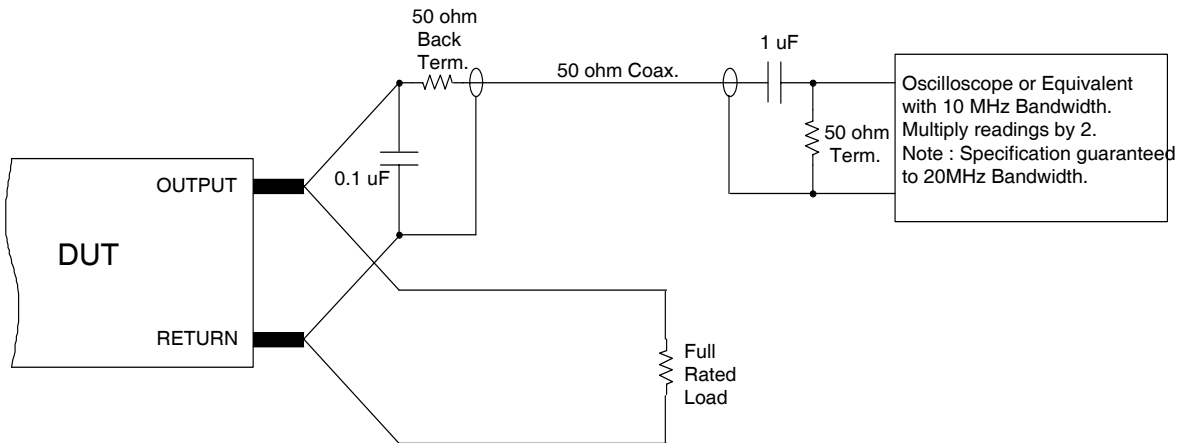 50 ohm
Back
Term.
50 ohm Coax.
1 uF
Oscilloscope or Equivalent
with 10 MHz Bandwidth.
Multiply readings by 2.
Note : Specification guaranteed
to 20MHz Bandwidth.
50 ohm
Term.
0.1 uF
OUTPUT
DUT
RETURN
Full
Rated
Load